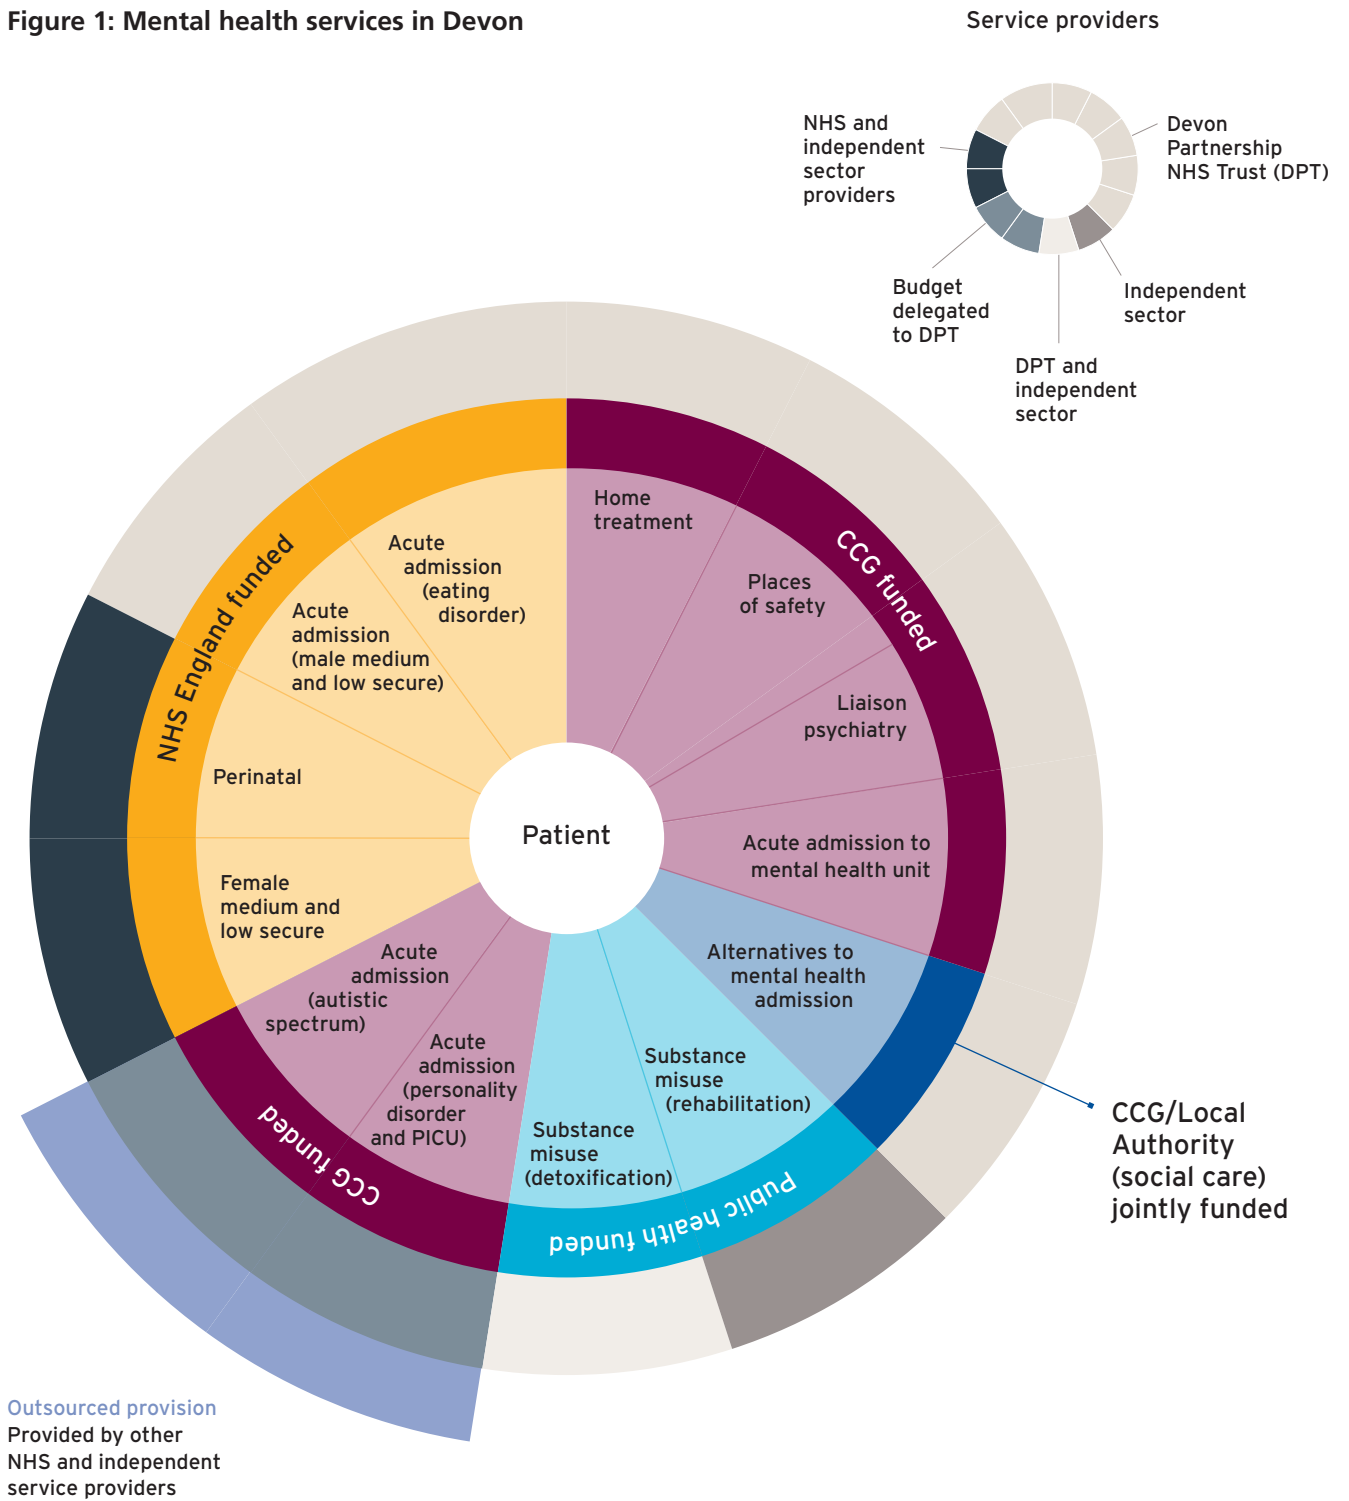 Figure 1: Mental health services in Devon
Service providers
NHS and
independent
sector
providers
Devon
Partnership
NHS Trust (DPT)
Budget
delegated
to DPT
Independent
sector
DPT and
independent
sector
Home
treatment
Places
of safety
CCG funded
Liaison
psychiatry
Acute admission to
mental health unit
Alternatives to
mental health
admission
CCG/Local
Authority
(social care)
jointly funded
Substance
misuse
(rehabilitation)
Substance
misuse
(detoxification)
Public health funded
Acute
admission
(personality
disorder
and PICU)
Acute
admission
(autistic
spectrum)
CCG funded
Female
medium and
low secure
Perinatal
Acute
admission
(male medium
and low secure)
Acute
admission
(eating
disorder)
NHS England funded
Patient
Outsourced provision
Provided by other
NHS and independent
service providers